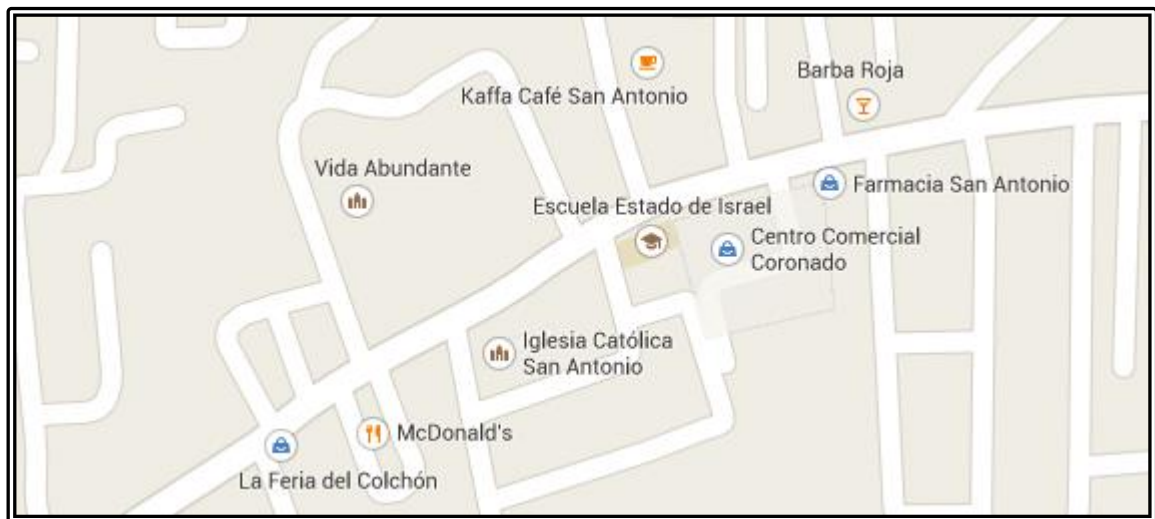 Barba Roja
Kaffa Café San Antonio
Vida Abundante
Farmacia San Antonio
Escuela Estado de Israel
Centro Comercial
Coronado
Iglesia Católica
San Antonio
McDonald's
La Feria del Colchón